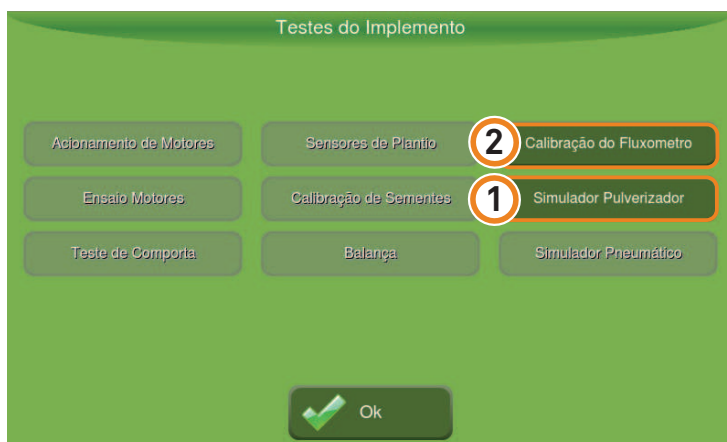 Testes do Implemento
Acionamento de Motores
Sensores de Plantio
2
Calibração do Fluxometro
Ensaio Motores
Calibração de Sementes
1
Simulador Pulverizador
Teste de Comporta
Balança
Simulador Pneumático
Ok